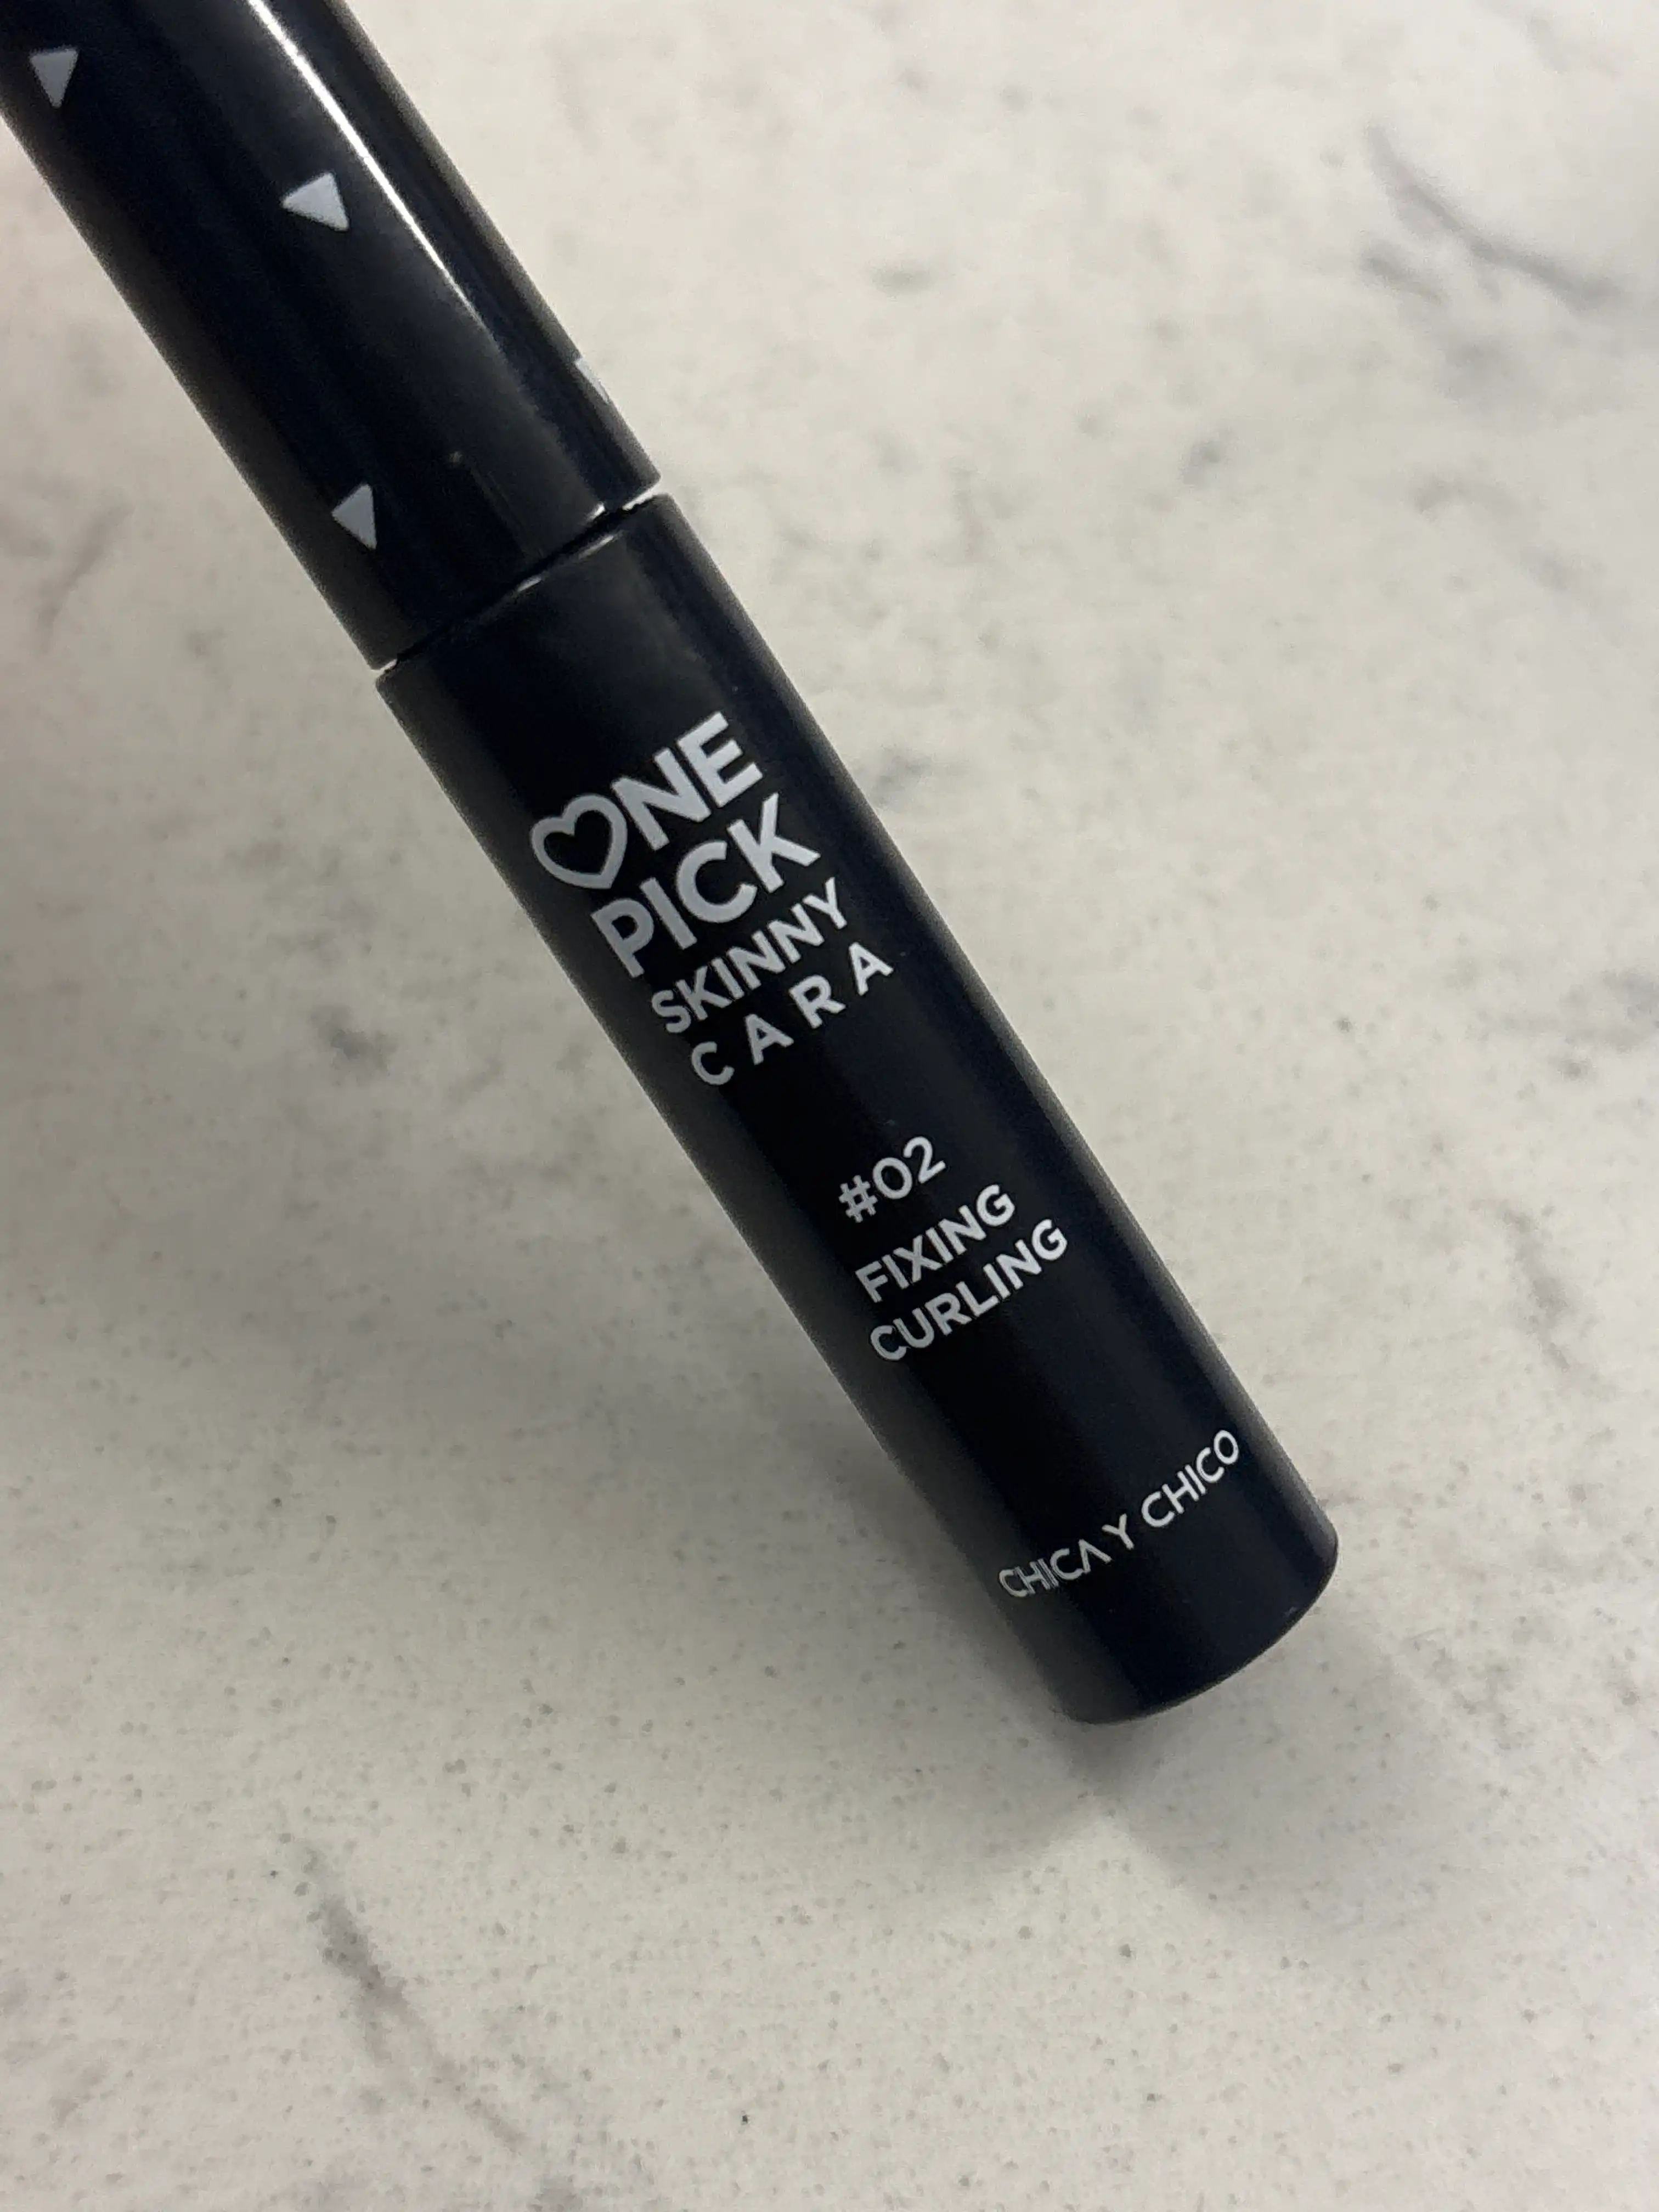 ONE
PICK
SKINNY
CARA
#02
FIXING
CURLING
CHICA Y CHICO